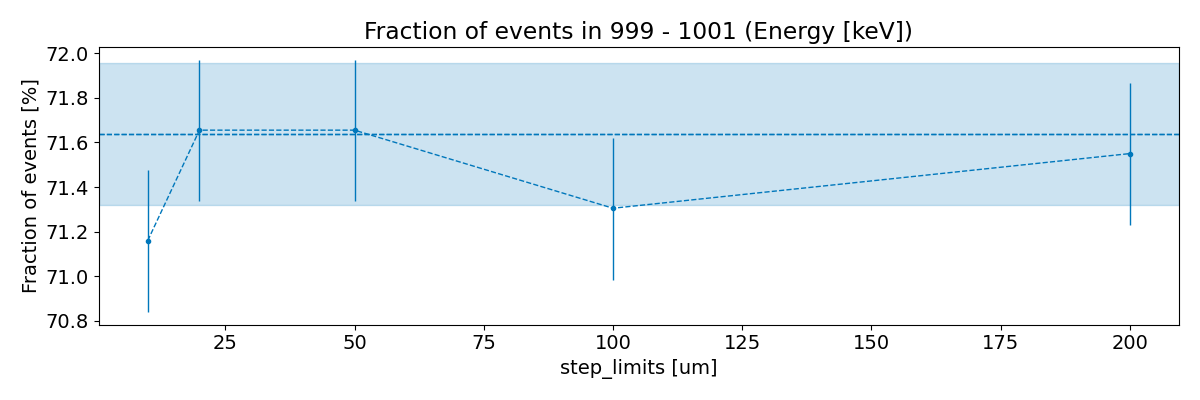 Fraction of events in 999 - 1001 (Energy [keV])
Fraction of events [%]
72.0
71.8
71.6
71.4
71.2
71.0
70.8
25 50 75 100 125 150 175 200
step_limits [um]